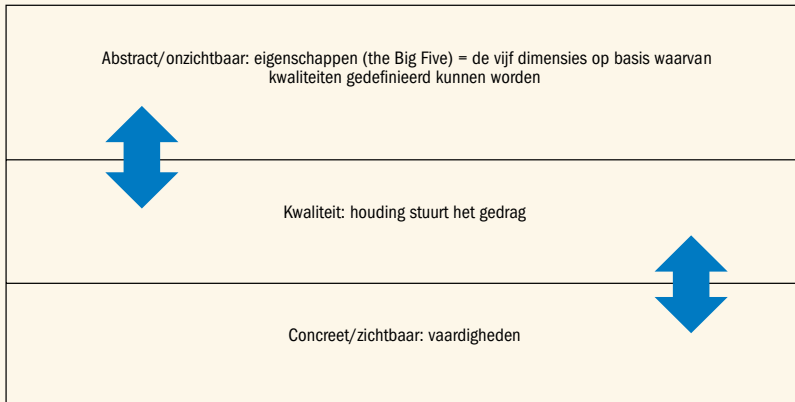 Abstract/onzichtbaar: eigenschappen (the Big Five) = de vijf dimensies op basis waarvan
kwaliteiten gedefinieerd kunnen worden
Kwaliteit: houding stuurt het gedrag
Concreet/zichtbaar: vaardigheden